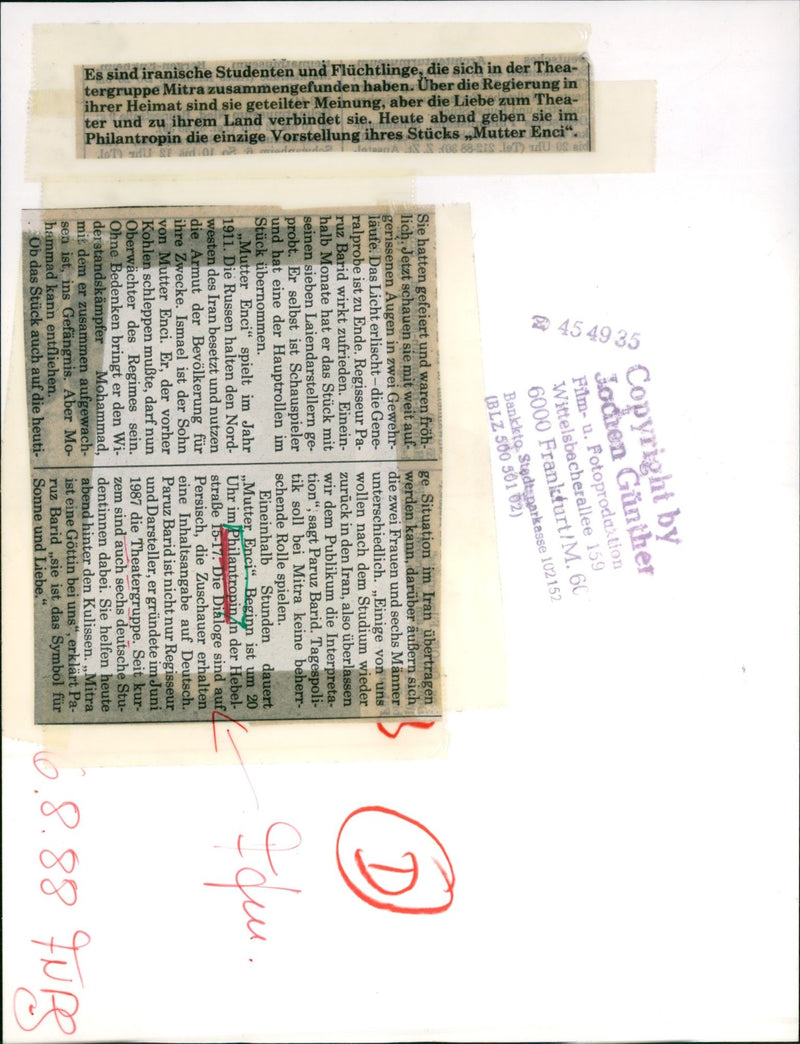 Es sind iranische Studenten und Flüchtlinge, die sich in der Thea-
tergruppe Mitra zusammengefunden haben. Über die Regierung in
ihrer Heimat sind sie geteilter Meinung, aber die Liebe zum Thea-
ter und zu ihrem Land verbindet sie. Heute abend geben sie im
Philantropin die einzige Vorstellung ihres Stücks „Mutter Enci“.
Sie hatten gefeiert und waren fröh-
lich. Jetzt schauen sie mit weit auf-
gerissenen Augen in zwei Gewehr-
läufe. Das Licht erlischt – die Gene-
ralprobe ist zu Ende. Regisseur Pa-
ruz Barid wirkt zufrieden. Einein-
halb Monate hat er das Stück mit
seinen sieben Laiendarstellern ge-
probt. Er selbst ist Schauspieler
und hat eine der Hauptrollen im
Stück übernommen.
„Mutter Enci“ spielt im Jahr
1911. Die Russen halten den Nord-
westen des Iran besetzt und nutzen
die Armut der Bevölkerung für
ihre Zwecke. Ismael ist der Sohn
von Mutter Enci. Er, der vorher
Kohlen schleppen mußte, darf nun
Oberwächter des Regimes sein.
Ohne Bedenken bringt er den Wi-
derstandskämpfer Mohammad,
mit dem er zusammen aufgewach-
sen ist, ins Gefängnis. Aber Mo-
hammad kann entfliehen.
Ob das Stück auch auf die heuti-
ge Situation im Iran übertragen
werden kann, darüber äußern sich
die zwei Frauen und sechs Männer
unterschiedlich. „Einige von uns
wollen nach dem Studium wieder
zurück in den Iran, also überlassen
wir dem Publikum die Interpreta-
tion“, sagt Paruz Barid. Tagespoli-
tik soll bei Mitra keine beherr-
schende Rolle spielen.
Eineinhalb Stunden dauert
„Mutter Enci“ Beginn ist um 20
Uhr im Philantropin in der Hebel-
straße 15-17. Die Dialoge sind auf
Persisch, die Zuschauer erhalten
eine Inhaltsangabe auf Deutsch.
Paruz Barid ist nicht nur Regisseur
und Darsteller, er gründete im Juni
1987 die Theatergruppe. Seit kur-
zem sind auch sechs deutsche Stu-
dentinnen dabei. Sie helfen heute
abend hinter den Kulissen. „Mitra
ist eine Göttin bei uns“, erklärt Pa-
ruz Barid „sie ist das Symbol für
Sonne und Liebe.“
☎ 45 49 35
Copyright by
Jochen Günther
Film- u. Fotoproduktion
Wittelsbacherallee 159
6000 Frankfurt/M. 60
Bankkto. Stadtsparkasse 102152
(BLZ 500 501 02)
D
6.8.88 FNP